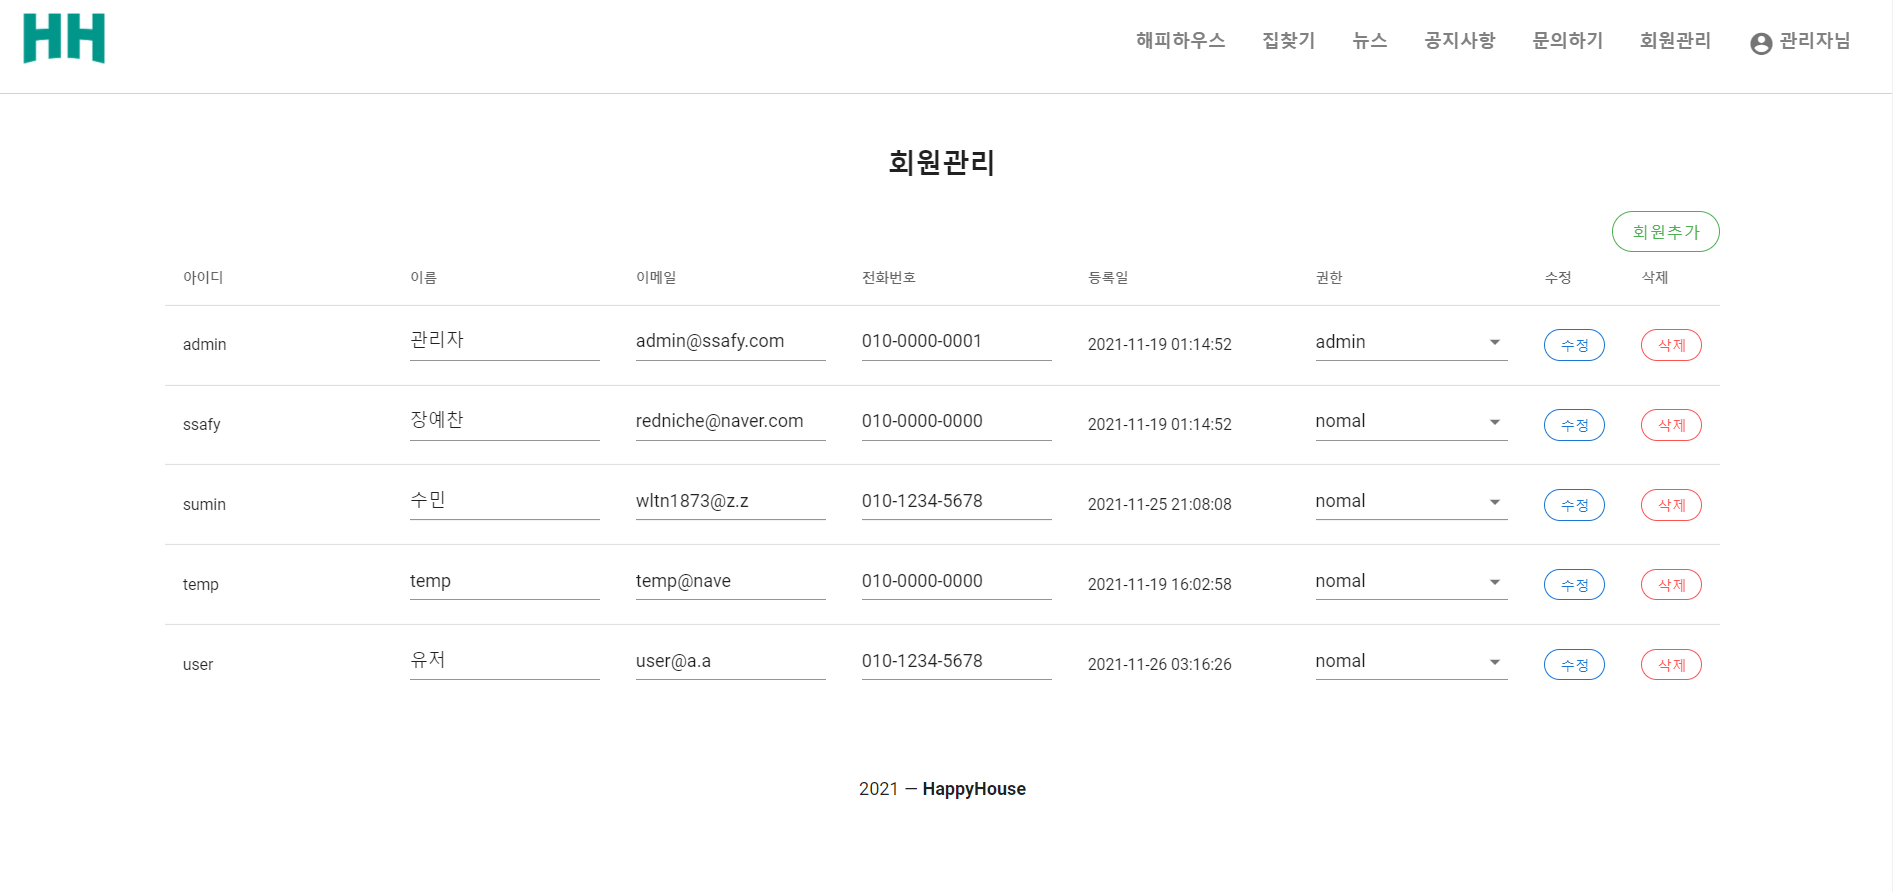 HH
해피하우스 집찾기 뉴스 공지사항 문의하기 회원관리 관리자님
회원관리
회원추가
아이디 이름 이메일 전화번호 등록일 권한 수정 삭제
admin 관리자 admin@ssafy.com 010-0000-0001 2021-11-19 01:14:52 admin 수정 삭제
ssafy 장예찬 redniche@naver.com 010-0000-0000 2021-11-19 01:14:52 nomal 수정 삭제
sumin 수민 wltn1873@z.z 010-1234-5678 2021-11-25 21:08:08 nomal 수정 삭제
temp temp temp@nave 010-0000-0000 2021-11-19 16:02:58 nomal 수정 삭제
user 유저 user@a.a 010-1234-5678 2021-11-26 03:16:26 nomal 수정 삭제
2021 — HappyHouse